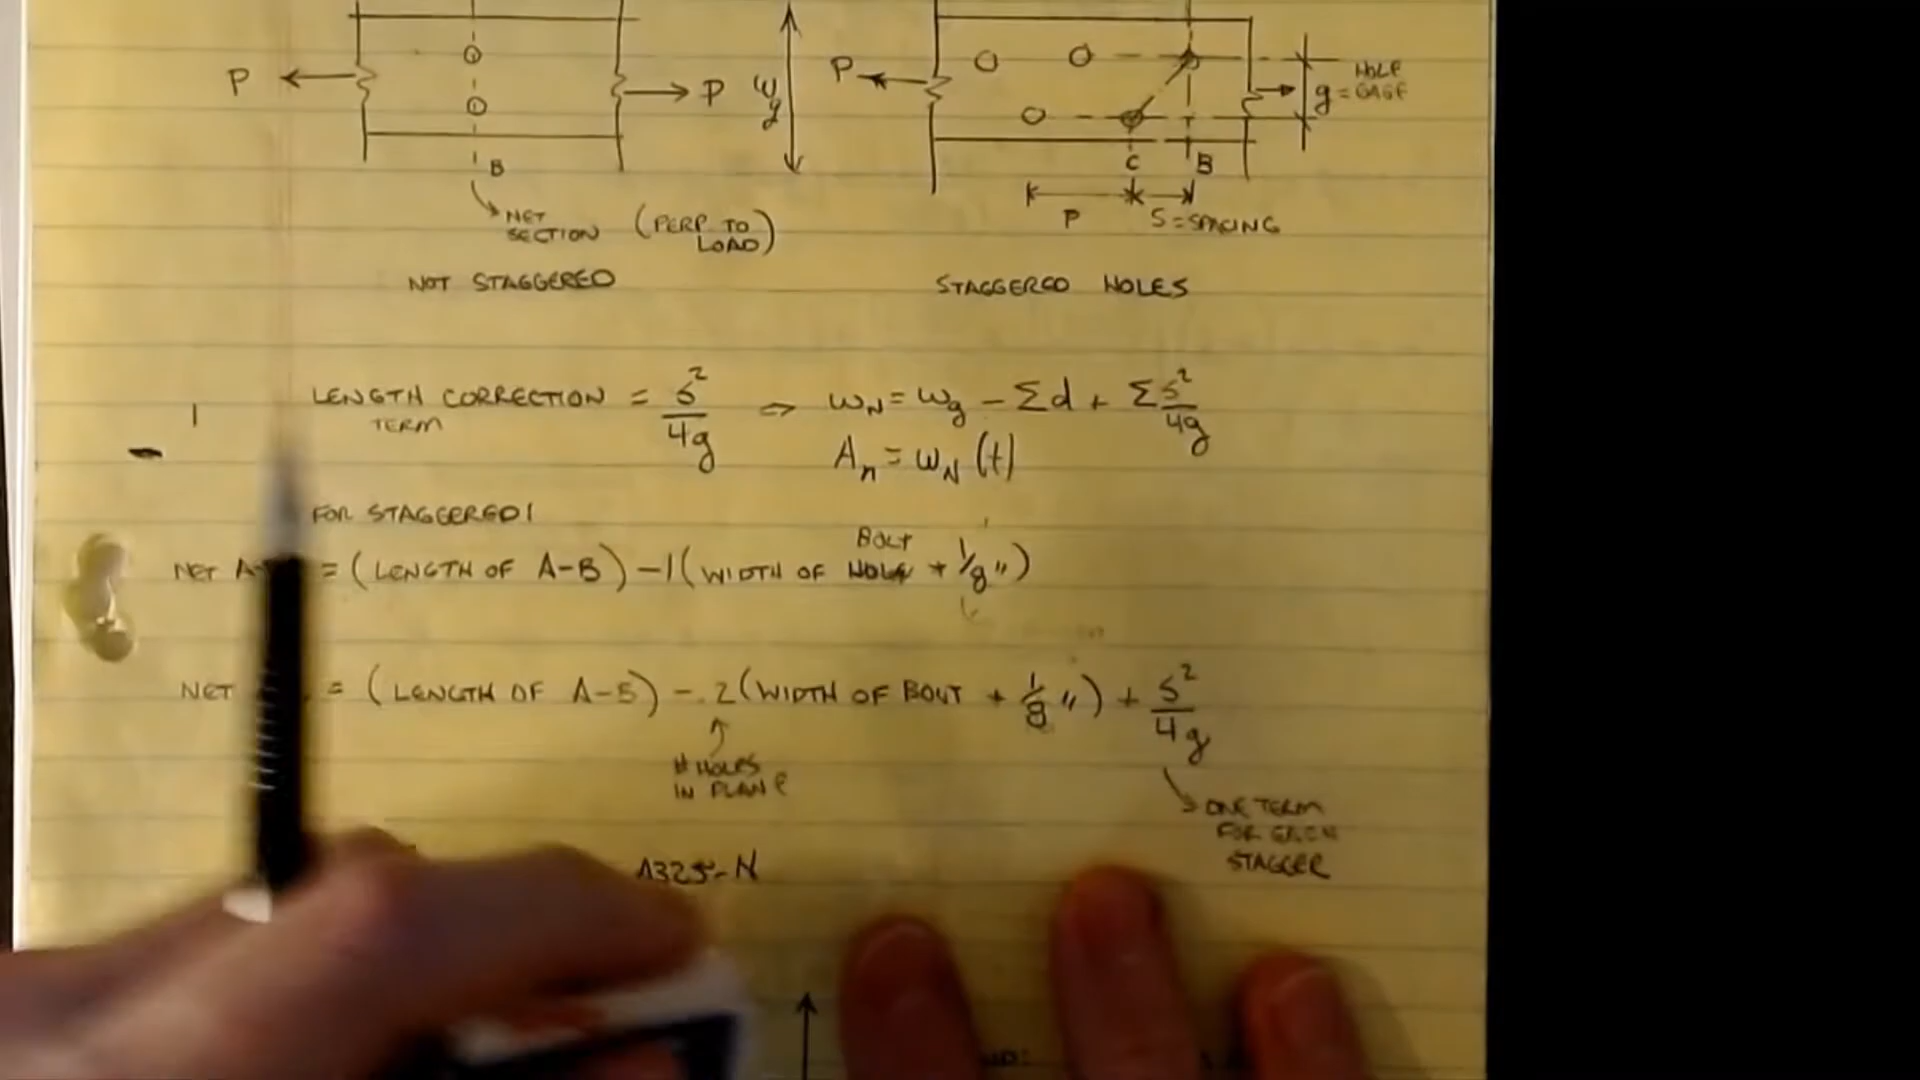 P
P
B
NET
SECTION
(PERP TO
LOAD)
NOT STAGGERED
Wg
P
HOLE
g = GAGE
C
B
P
S = SPACING
STAGGERED HOLES
1
LENGTH CORRECTION = s²/4g ⇒ WN = Wg - Σd + Σ s²/4g
TERM
An = WN (t)
FOR STAGGERED!
BOLT
NET A- = (LENGTH OF A-B) - 1(WIDTH OF HOLE + 1/8")
NET = (LENGTH OF A-B) - 2(WIDTH OF BOLT + 1/8") + s²/4g
# HOLES
IN PLANE
ONE TERM
FOR EACH
STAGGER
A325-N